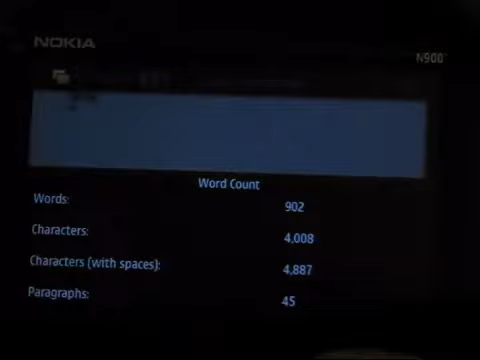 NOKIA
N900
Word Count
Words: 902
Characters: 4,008
Characters (with spaces): 4,887
Paragraphs: 45